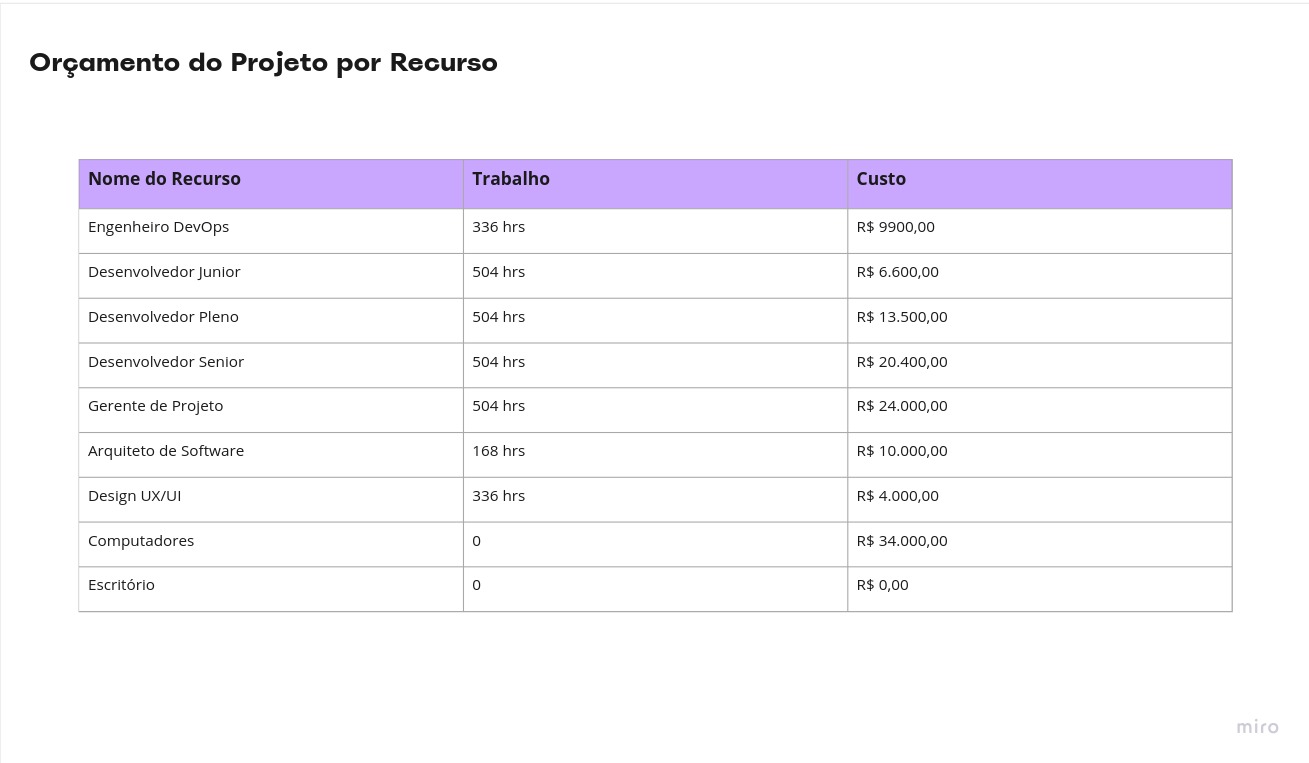 Orçamento do Projeto por Recurso
Nome do Recurso Trabalho Custo
Engenheiro DevOps 336 hrs R$ 9900,00
Desenvolvedor Junior 504 hrs R$ 6.600,00
Desenvolvedor Pleno 504 hrs R$ 13.500,00
Desenvolvedor Senior 504 hrs R$ 20.400,00
Gerente de Projeto 504 hrs R$ 24.000,00
Arquiteto de Software 168 hrs R$ 10.000,00
Design UX/UI 336 hrs R$ 4.000,00
Computadores 0 R$ 34.000,00
Escritório 0 R$ 0,00
miro